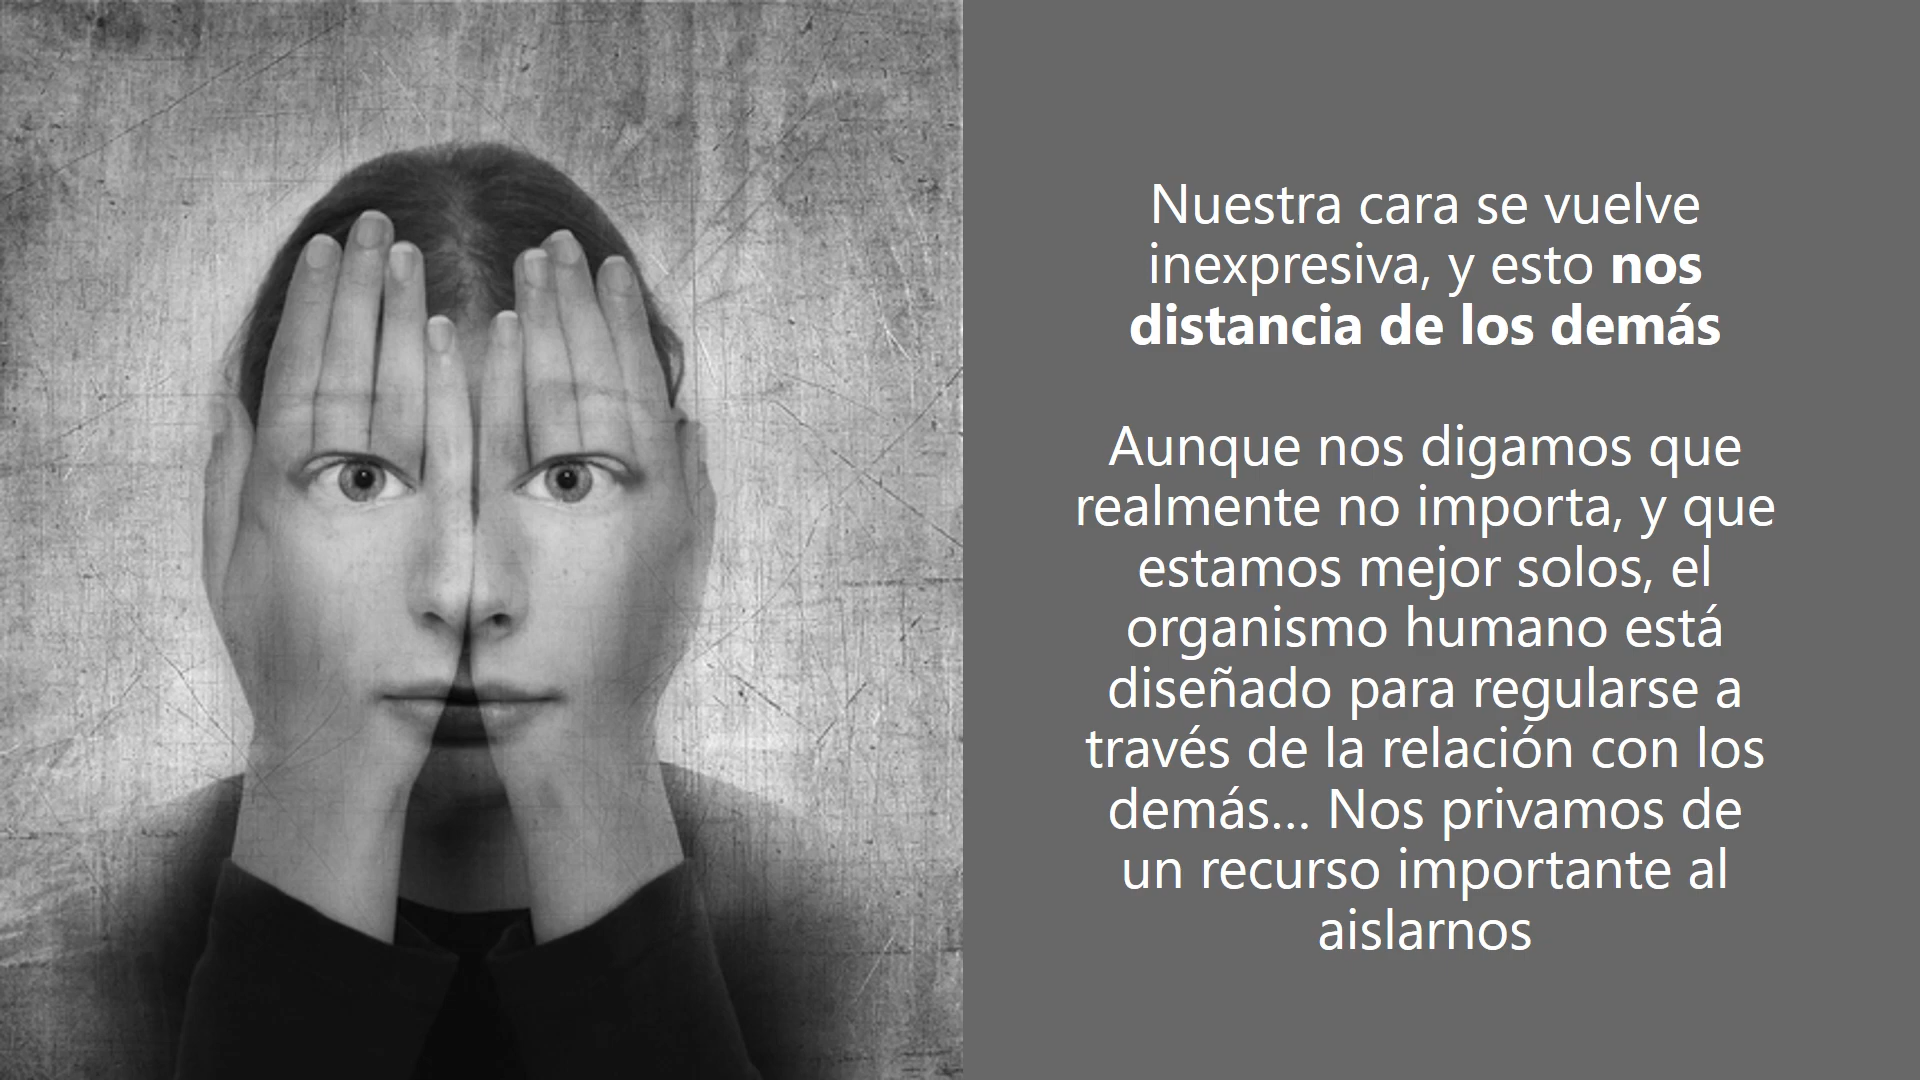 Nuestra cara se vuelve
inexpresiva, y esto nos
distancia de los demás
Aunque nos digamos que
realmente no importa, y que
estamos mejor solos, el
organismo humano está
diseñado para regularse a
través de la relación con los
demás... Nos privamos de
un recurso importante al
aislarnos